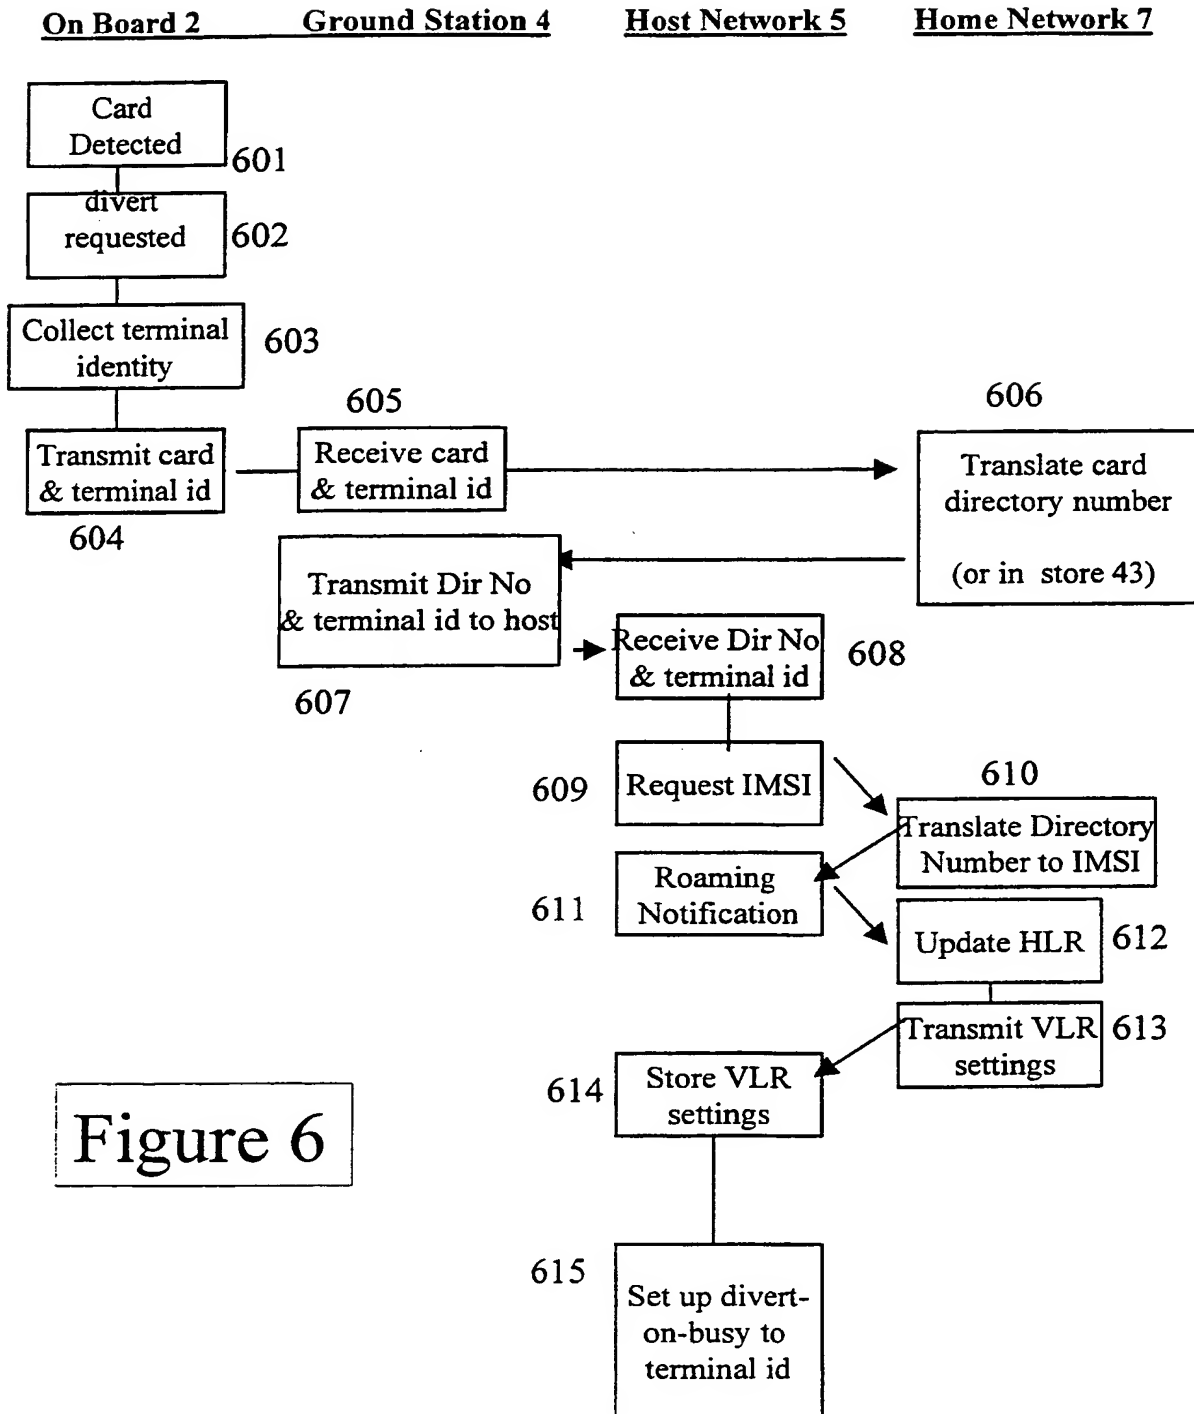 On Board 2 Ground Station 4 Host Network 5 Home Network 7
Card
Detected
601
divert
requested
602
Collect terminal
identity
603
Transmit card
& terminal id
604
605
Receive card
& terminal id
606
Translate card
directory number
(or in store 43)
Transmit Dir No
& terminal id to host
607
Receive Dir No
& terminal id
608
609
Request IMSI
610
Translate Directory
Number to IMSI
611
Roaming
Notification
Update HLR
612
Transmit VLR
settings
613
614
Store VLR
settings
615
Set up divert-
on-busy to
terminal id
Figure 6